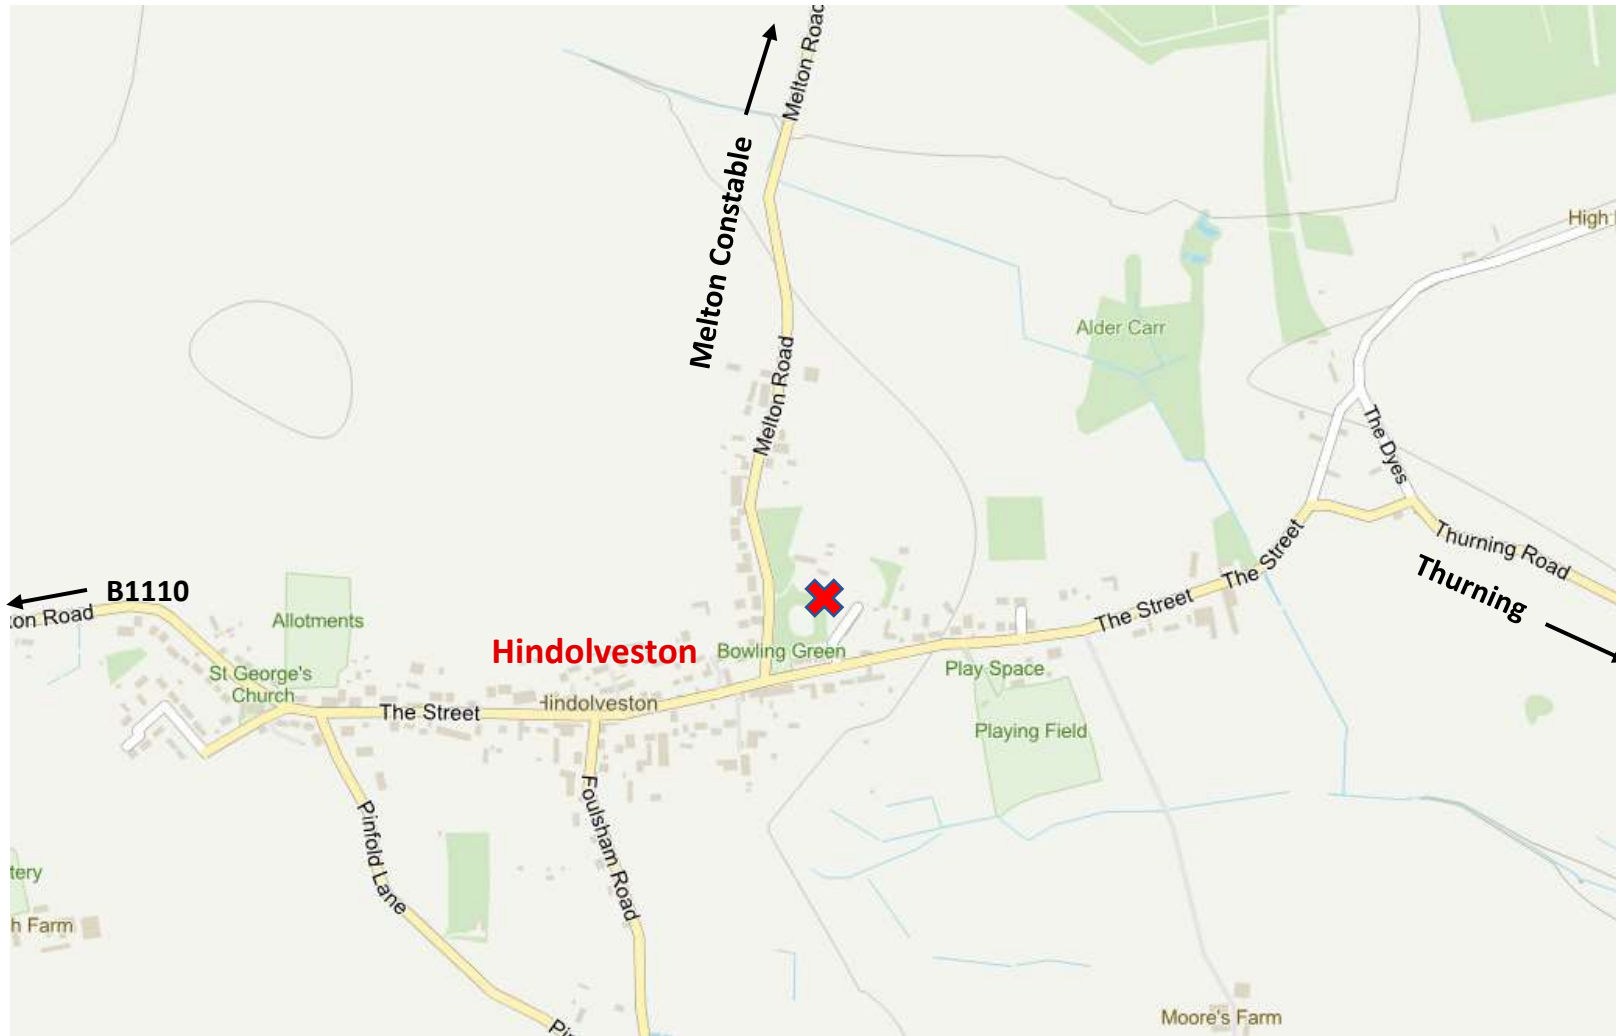 Melton Road
Melton Constable
High
Alder Carr
Melton Road
The Dyes
Thurning Road
Thurning
The Street
The Street
B1110
ton Road
Allotments
St George's
Church
Hindolveston
Bowling Green
Hindolveston
The Street
Play Space
Playing Field
Pinfold Lane
Foulsham Road
tery
h Farm
Moore's Farm